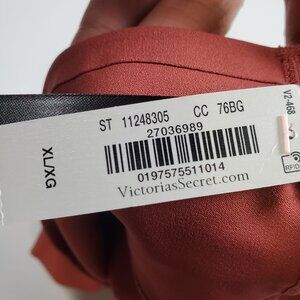 ST 11248305 CC 76BG
27036989
0197575511014
VictoriasSecret.com
XL/XG
V2-468
RFID